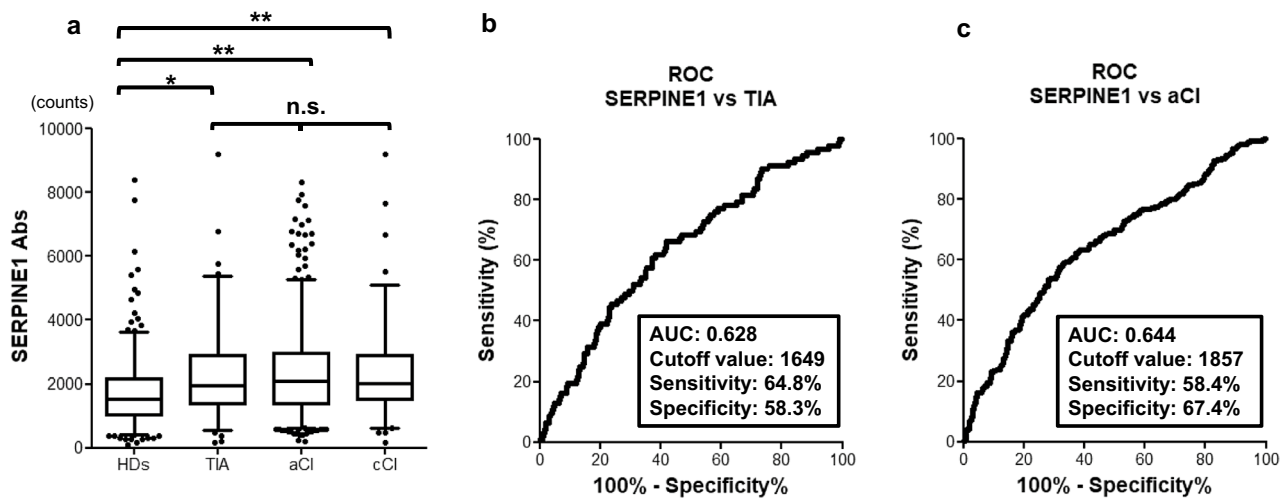 a
**
**
*
n.s.
(counts)
SERPINE1 Abs
10000
8000
6000
4000
2000
0
HDs TIA aCI cCI
b
ROC
SERPINE1 vs TIA
Sensitivity (%)
100
80
60
40
20
0
AUC: 0.628
Cutoff value: 1649
Sensitivity: 64.8%
Specificity: 58.3%
0 20 40 60 80 100
100% - Specificity%
c
ROC
SERPINE1 vs aCI
Sensitivity (%)
100
80
60
40
20
0
AUC: 0.644
Cutoff value: 1857
Sensitivity: 58.4%
Specificity: 67.4%
0 20 40 60 80 100
100% - Specificity%